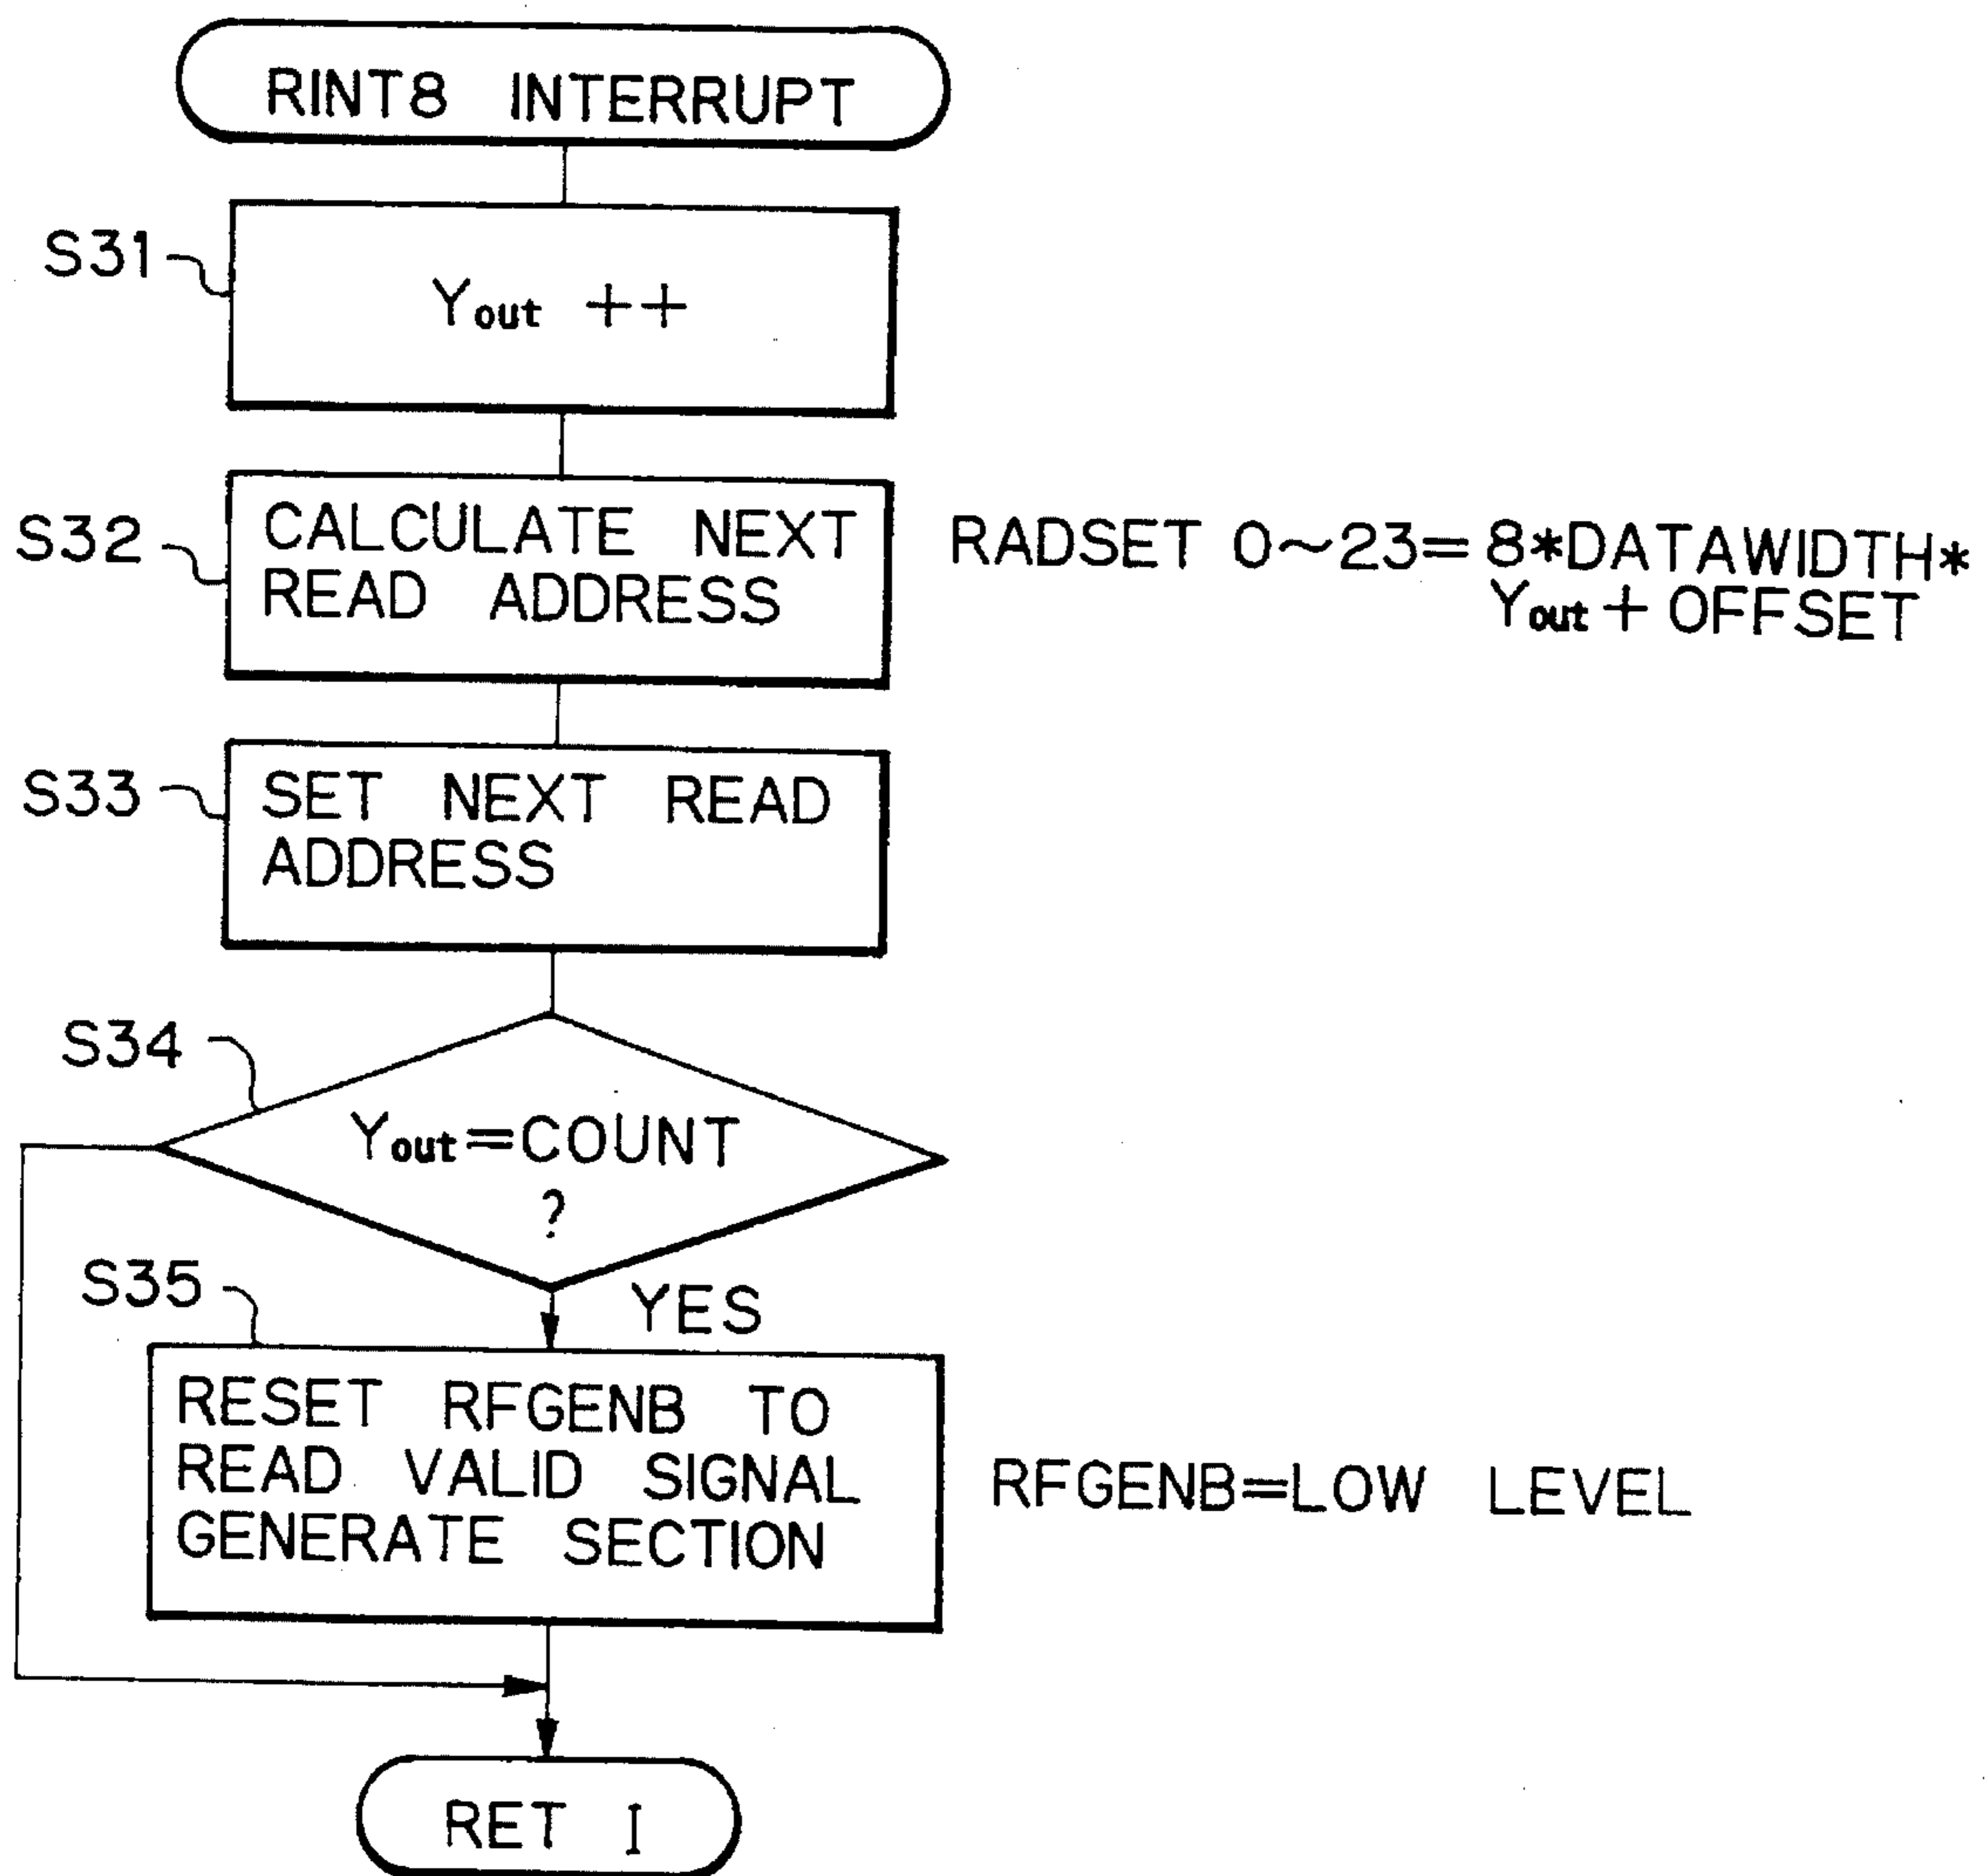 RINT8 INTERRUPT
S31
Yout ++
S32
CALCULATE NEXT
READ ADDRESS
RADSET 0~23=8*DATAWIDTH*
Yout+OFFSET
S33
SET NEXT READ
ADDRESS
S34
Yout=COUNT
?
YES
S35
RESET RFGENB TO
READ VALID SIGNAL
GENERATE SECTION
RFGENB=LOW LEVEL
RET I